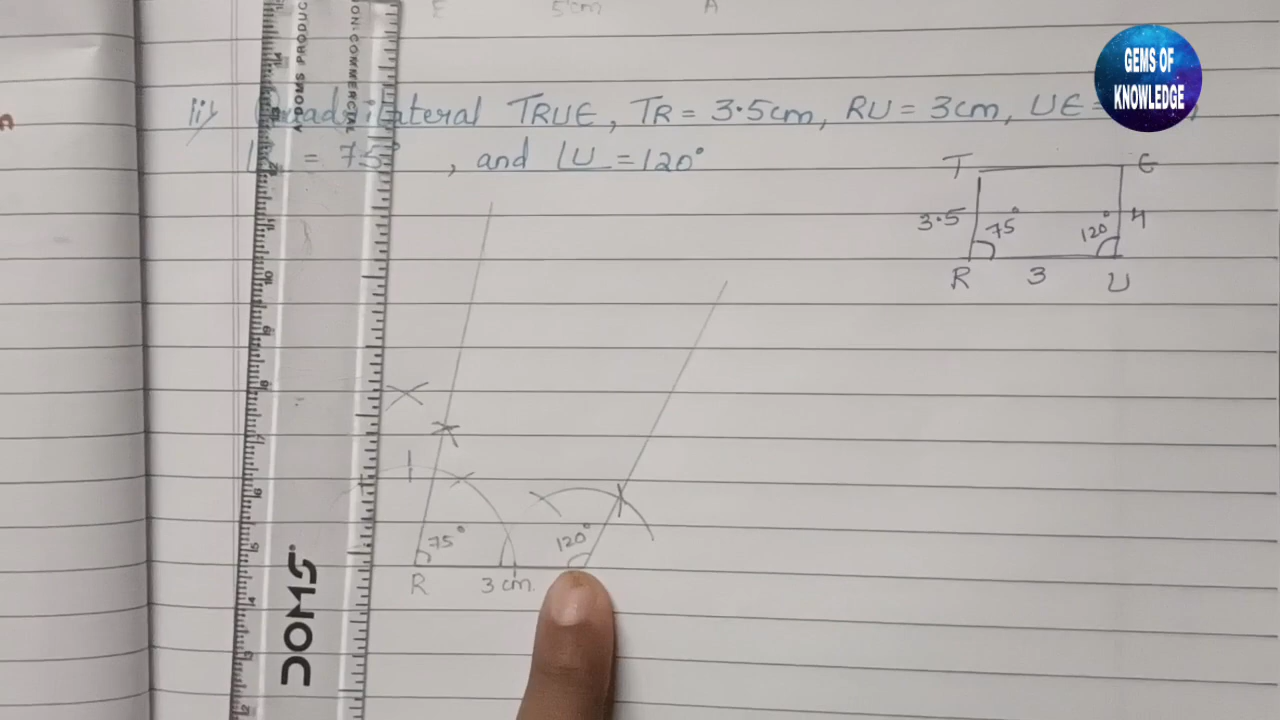 E 5cm A
GEMS OF
KNOWLEDGE
ii) Quadrilateral TRUE, TR = 3.5cm, RU = 3cm, UE =
= 75° , and ∠U = 120°
T E
3.5 75° 120° 4
R 3 U
75° 120°
R 3 cm.
DOMS